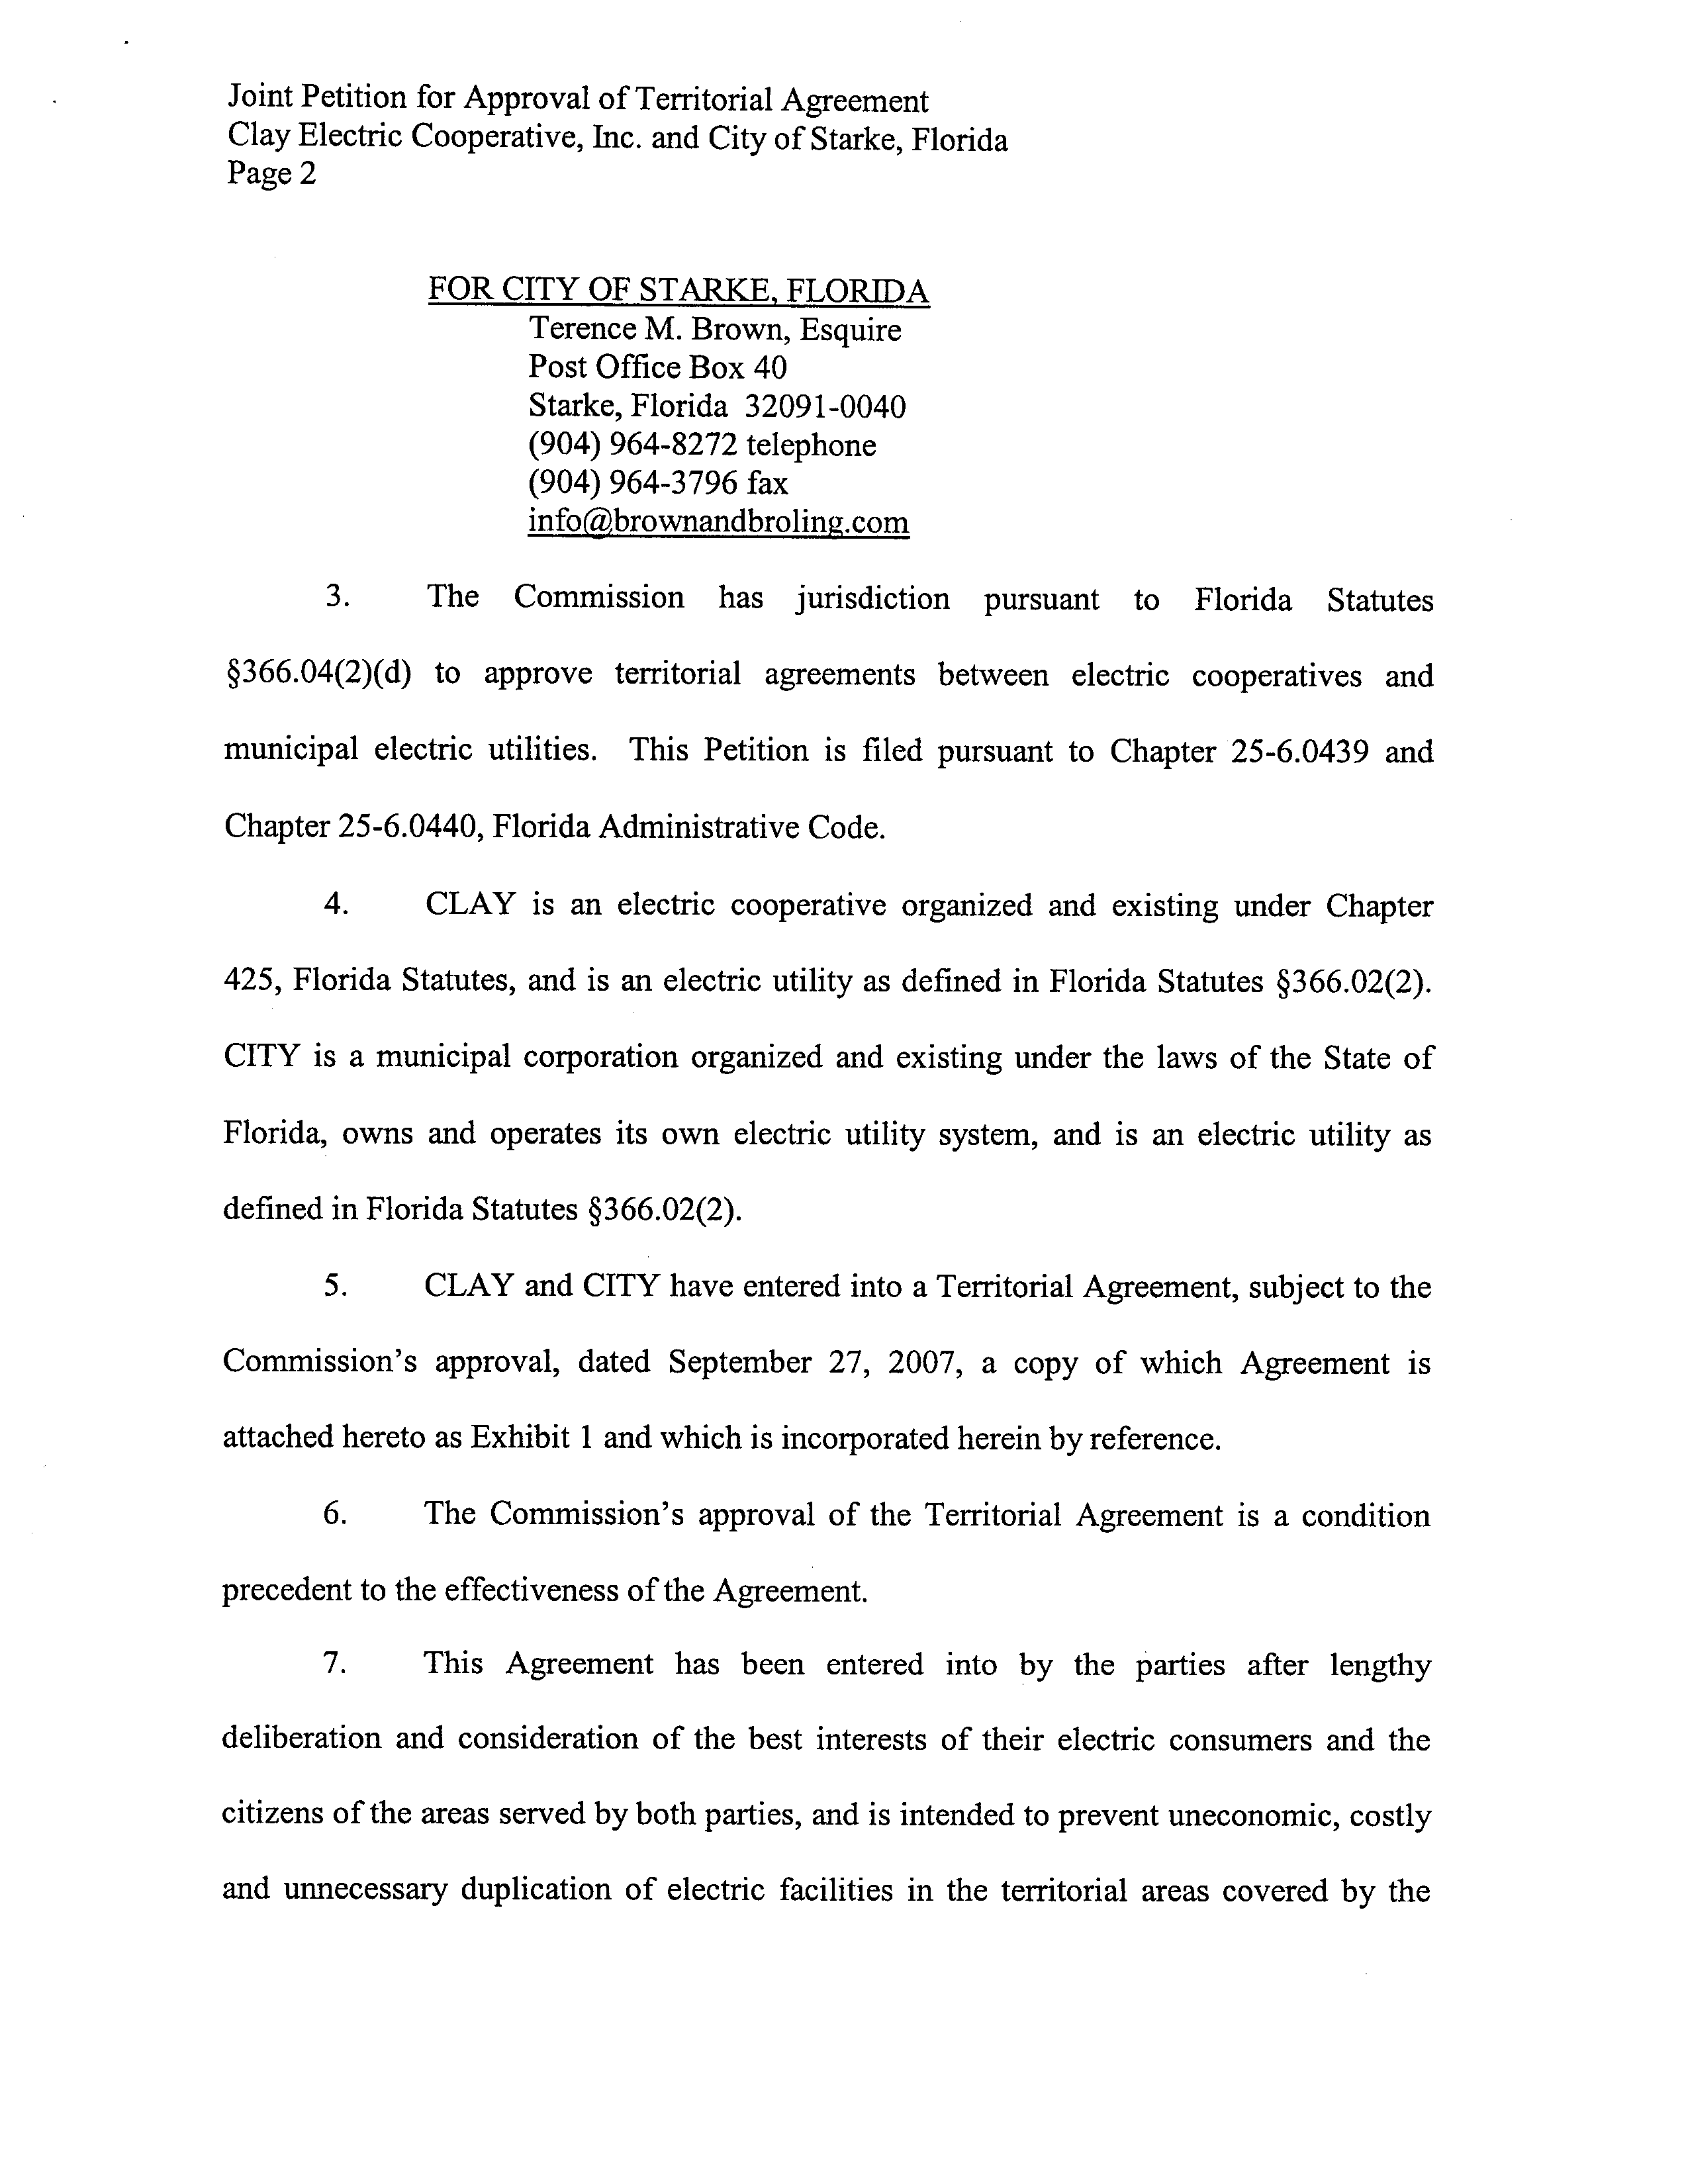 Joint Petition for Approval of Territorial Agreement
Clay Electric Cooperative, Inc. and City of Starke, Florida
Page 2
FOR CITY OF STARKE, FLORIDA
Terence M. Brown, Esquire
Post Office Box 40
Starke, Florida 32091-0040
(904) 964-8272 telephone
(904) 964-3796 fax
info@brownandbroling.com
3. The Commission has jurisdiction pursuant to Florida Statutes
§366.04(2)(d) to approve territorial agreements between electric cooperatives and
municipal electric utilities. This Petition is filed pursuant to Chapter 25-6.0439 and
Chapter 25-6.0440, Florida Administrative Code.
4. CLAY is an electric cooperative organized and existing under Chapter
425, Florida Statutes, and is an electric utility as defined in Florida Statutes §366.02(2).
CITY is a municipal corporation organized and existing under the laws of the State of
Florida, owns and operates its own electric utility system, and is an electric utility as
defined in Florida Statutes §366.02(2).
5. CLAY and CITY have entered into a Territorial Agreement, subject to the
Commission's approval, dated September 27, 2007, a copy of which Agreement is
attached hereto as Exhibit 1 and which is incorporated herein by reference.
6. The Commission's approval of the Territorial Agreement is a condition
precedent to the effectiveness of the Agreement.
7. This Agreement has been entered into by the parties after lengthy
deliberation and consideration of the best interests of their electric consumers and the
citizens of the areas served by both parties, and is intended to prevent uneconomic, costly
and unnecessary duplication of electric facilities in the territorial areas covered by the